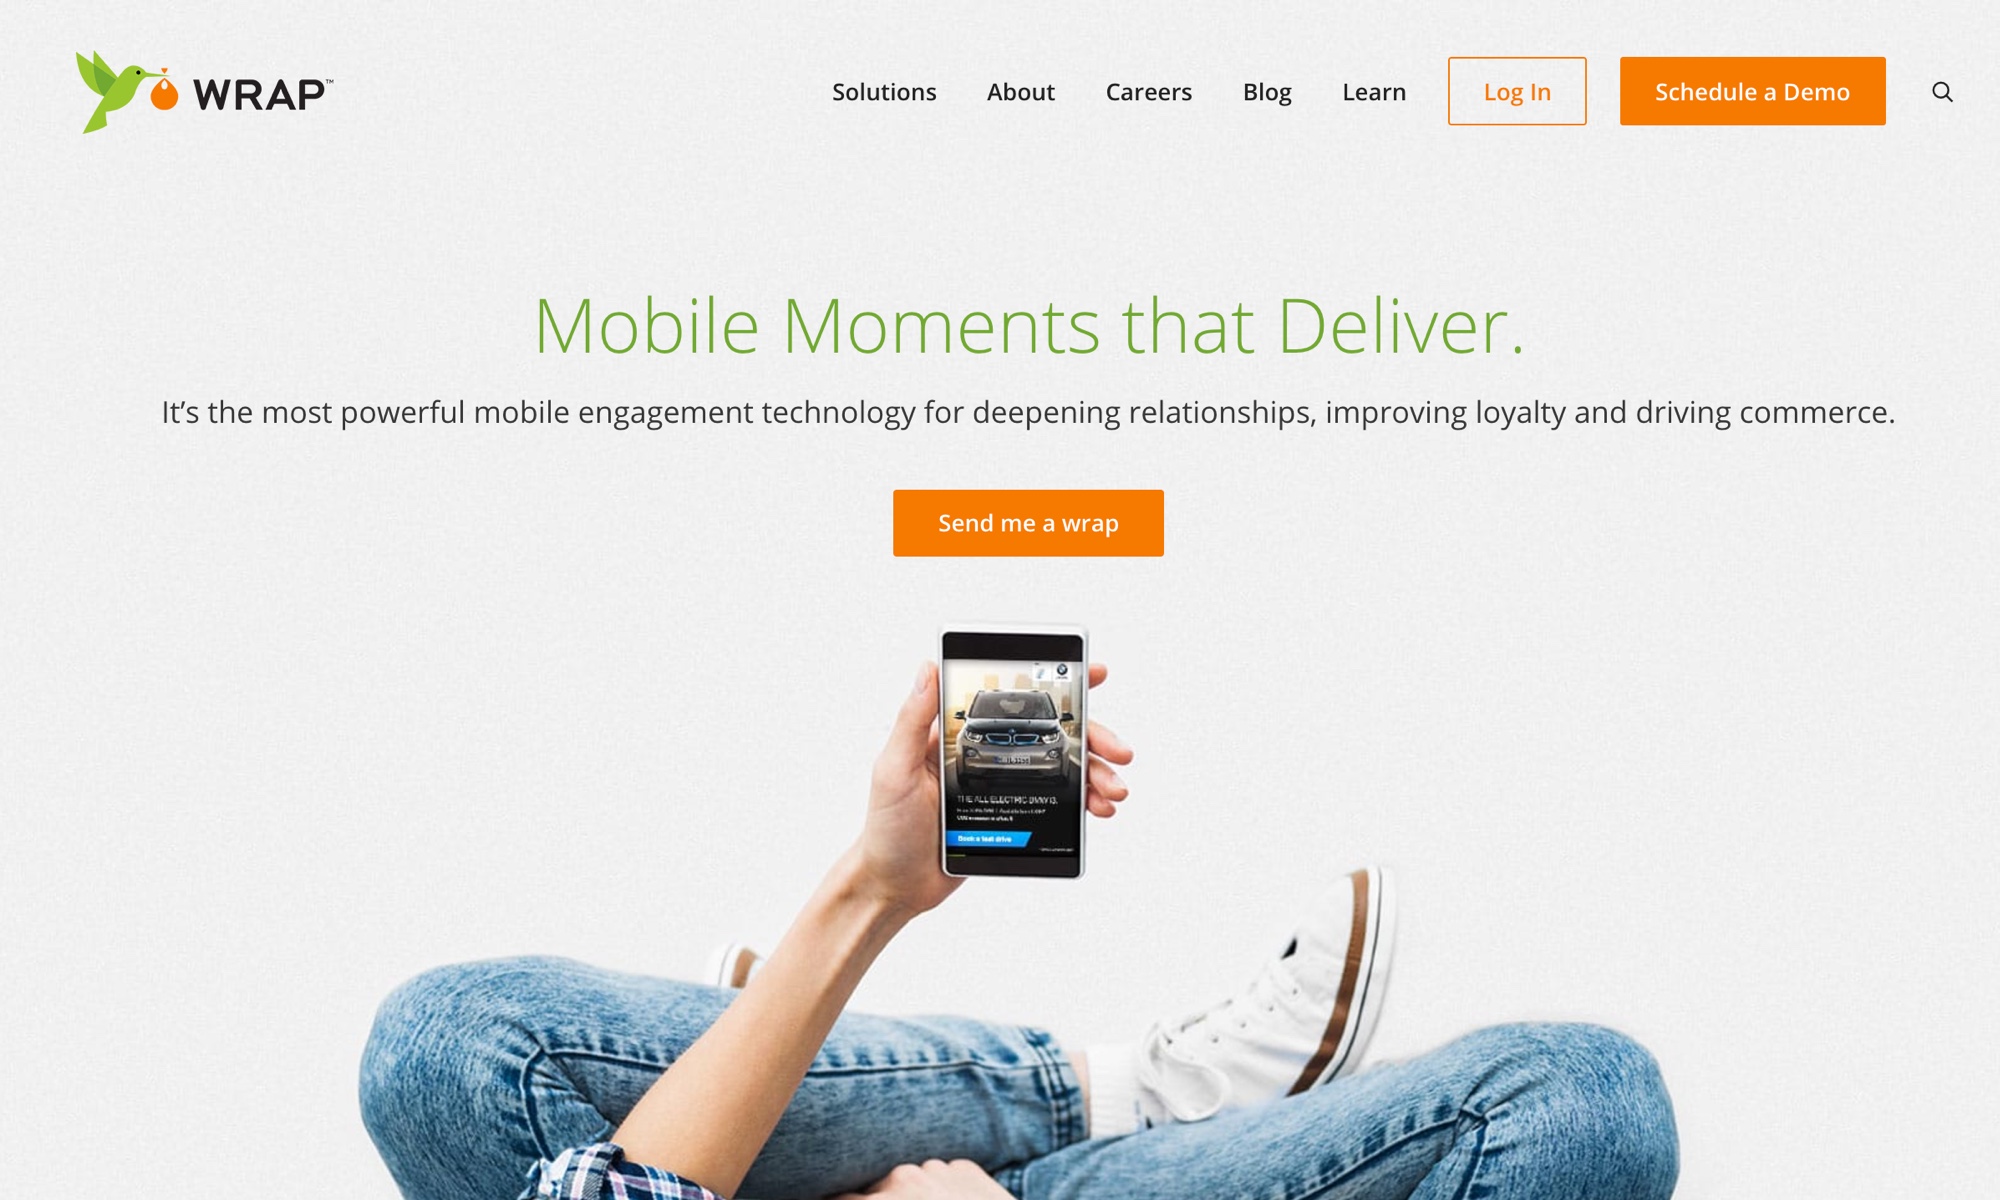 WRAP™
Solutions
About
Careers
Blog
Learn
Log In
Schedule a Demo
Mobile Moments that Deliver.
It’s the most powerful mobile engagement technology for deepening relationships, improving loyalty and driving commerce.
Send me a wrap
THE ALL-ELECTRIC BMW i3.
Book a test drive